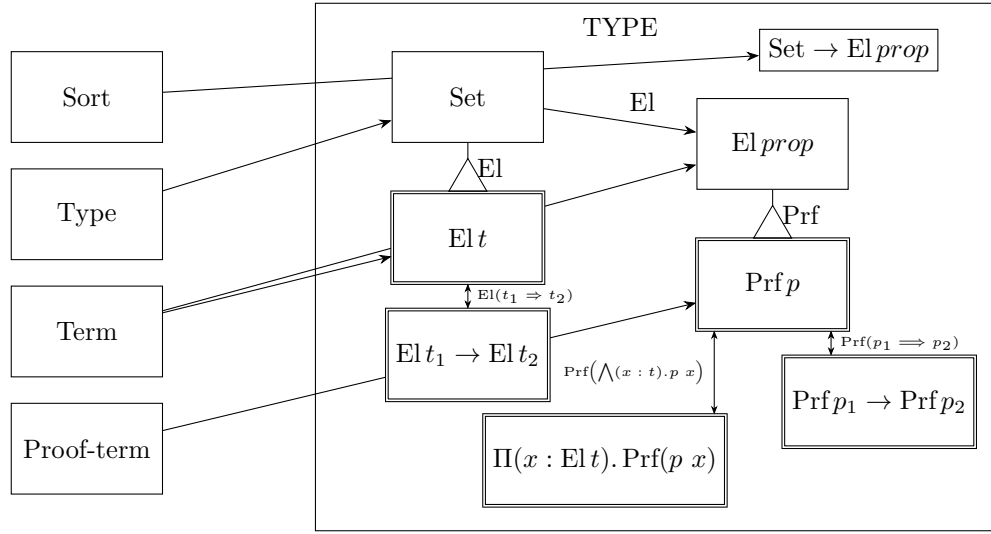 TYPE
Set → El prop
Sort
Set
El
El prop
El
Type
Prf
El t
Prf p
El(t₁ ⇒ t₂)
Term
El t₁ → El t₂
Prf(p₁ ⟹ p₂)
Prf(⋀(x : t).p x)
Prf p₁ → Prf p₂
Proof-term
Π(x : El t). Prf(p x)